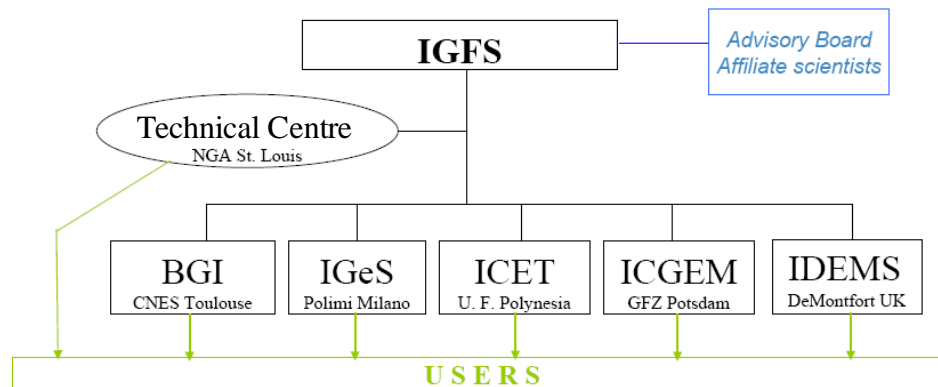 IGFS
Advisory Board
Affiliate scientists
Technical Centre
NGA St. Louis
BGI
CNES Toulouse
IGeS
Polimi Milano
ICET
U. F. Polynesia
ICGEM
GFZ Potsdam
IDEMS
DeMontfort UK
U S E R S